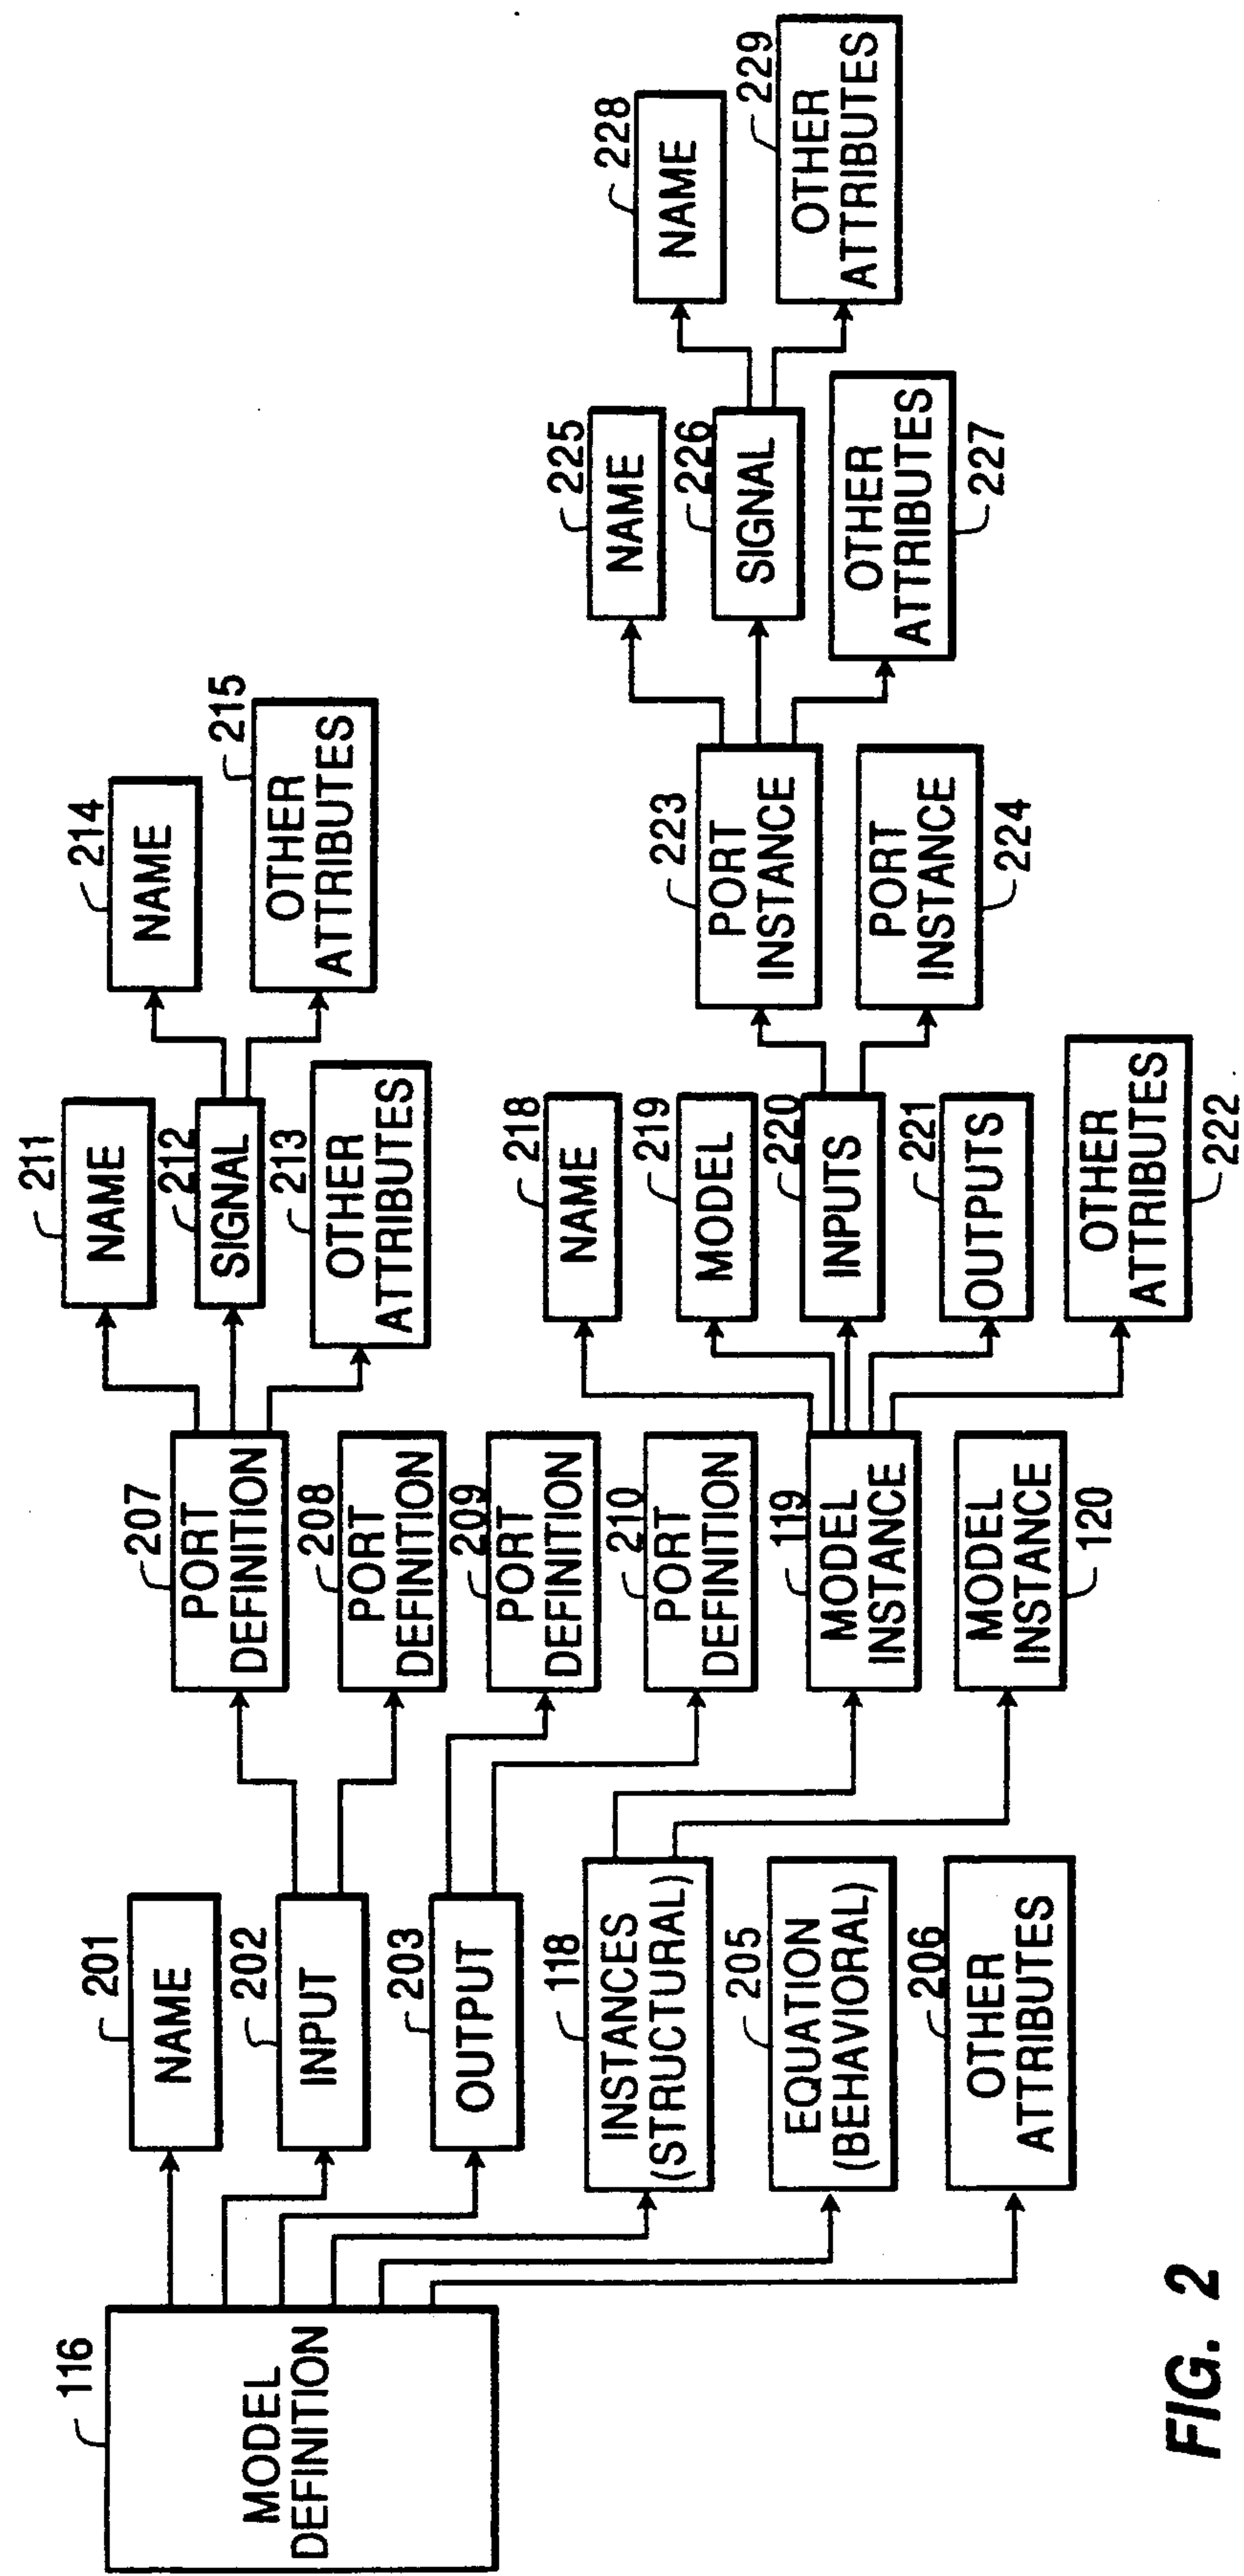 116
MODEL
DEFINITION
201
NAME
202
INPUT
203
OUTPUT
118
INSTANCES
(STRUCTURAL)
205
EQUATION
(BEHAVIORAL)
206
OTHER
ATTRIBUTES
207
PORT
DEFINITION
208
PORT
DEFINITION
209
PORT
DEFINITION
210
PORT
DEFINITION
119
MODEL
INSTANCE
MODEL
INSTANCE
120
211
NAME
212
SIGNAL
213
OTHER
ATTRIBUTES
214
NAME
215
OTHER
ATTRIBUTES
218
NAME
219
MODEL
220
INPUTS
221
OUTPUTS
OTHER
ATTRIBUTES
222
223
PORT
INSTANCE
PORT
INSTANCE
224
225
NAME
226
SIGNAL
OTHER
ATTRIBUTES
227
228
NAME
229
OTHER
ATTRIBUTES
FIG. 2